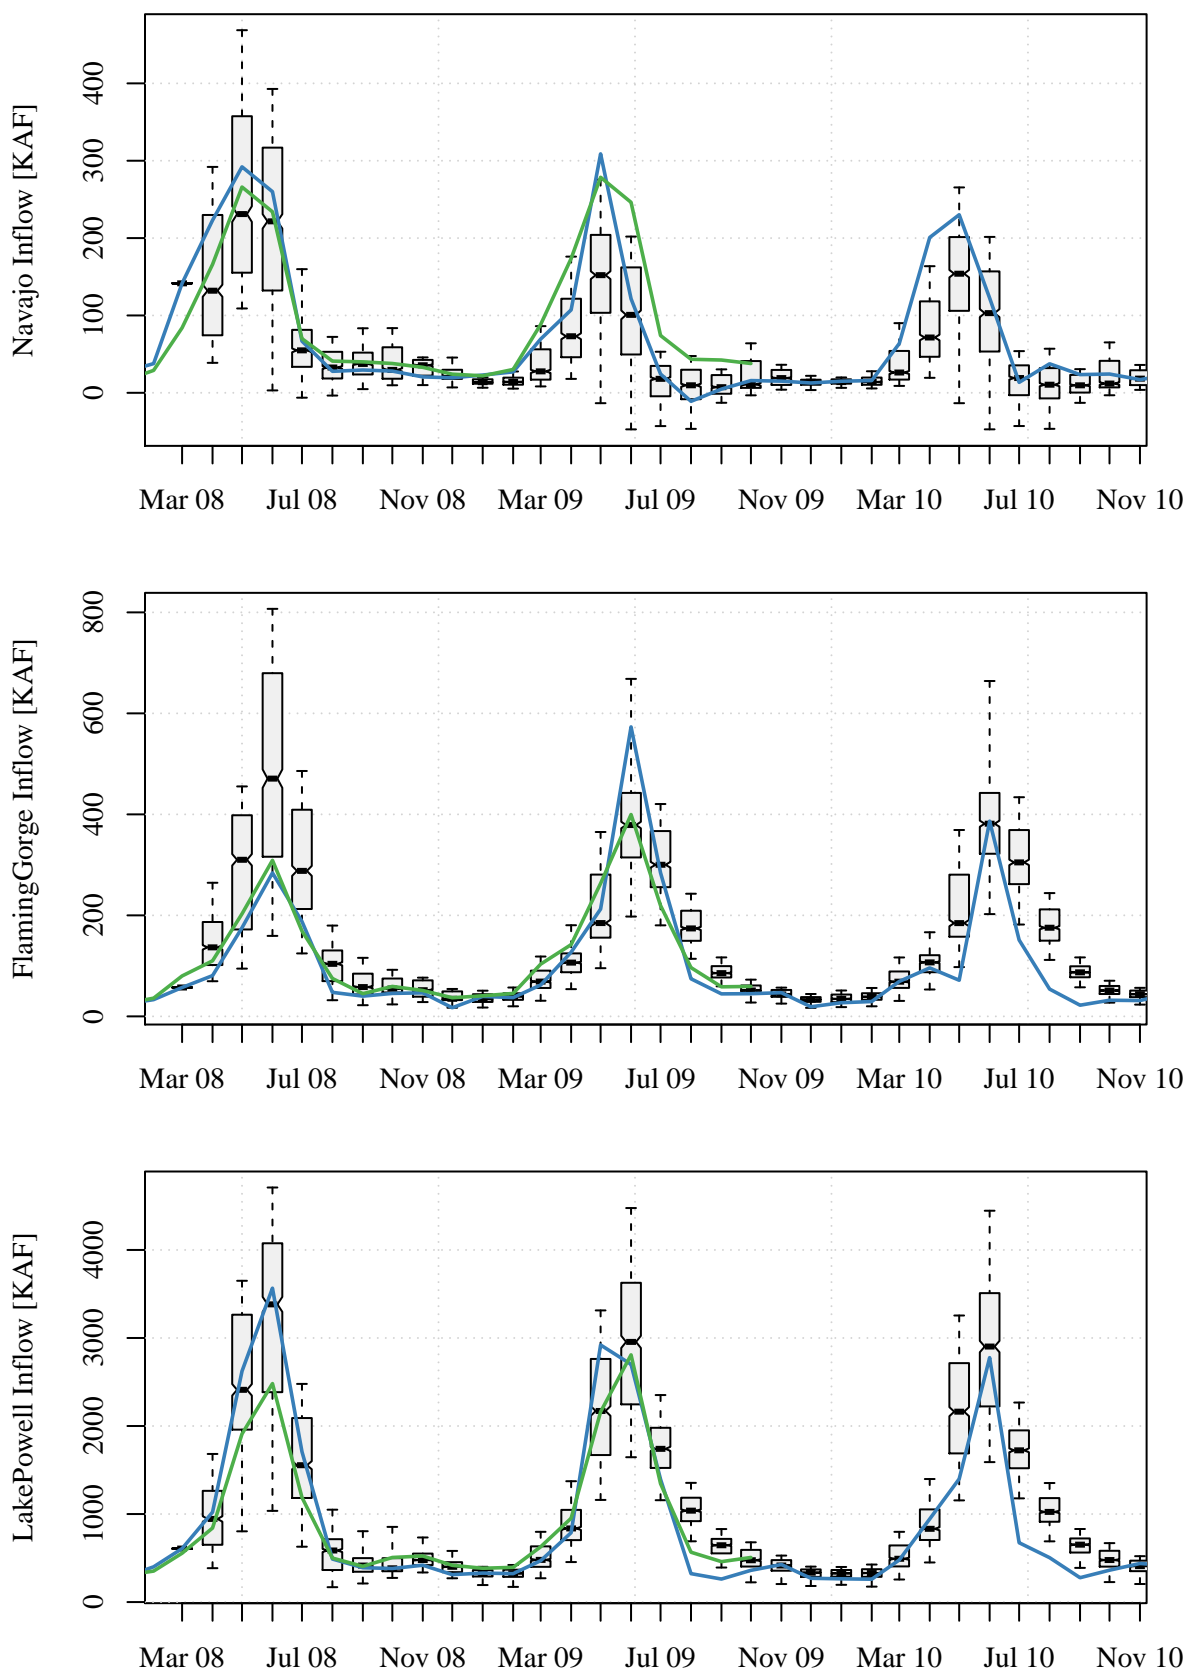 Navajo Inflow [KAF]
400
300
200
100
0
Mar 08 Jul 08 Nov 08 Mar 09 Jul 09 Nov 09 Mar 10 Jul 10 Nov 10
FlamingGorge Inflow [KAF]
800
600
400
200
0
Mar 08 Jul 08 Nov 08 Mar 09 Jul 09 Nov 09 Mar 10 Jul 10 Nov 10
LakePowell Inflow [KAF]
4000
3000
2000
1000
0
Mar 08 Jul 08 Nov 08 Mar 09 Jul 09 Nov 09 Mar 10 Jul 10 Nov 10